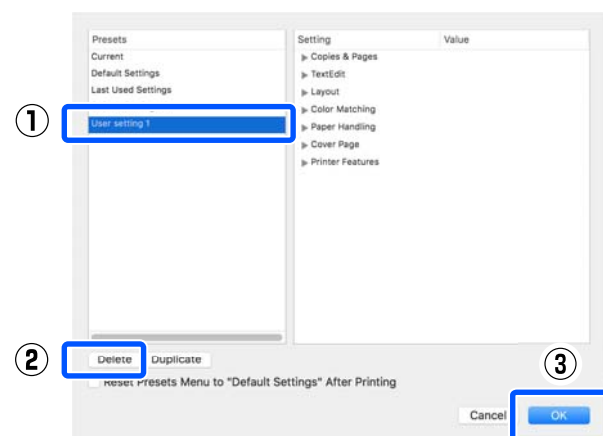 Presets
Setting Value
Current
Copies & Pages
Default Settings
TextEdit
Last Used Settings
Layout
Color Matching
① User setting 1
Paper Handling
Cover Page
Printer Features
② Delete Duplicate
Reset Presets Menu to "Default Settings" After Printing
③
Cancel OK